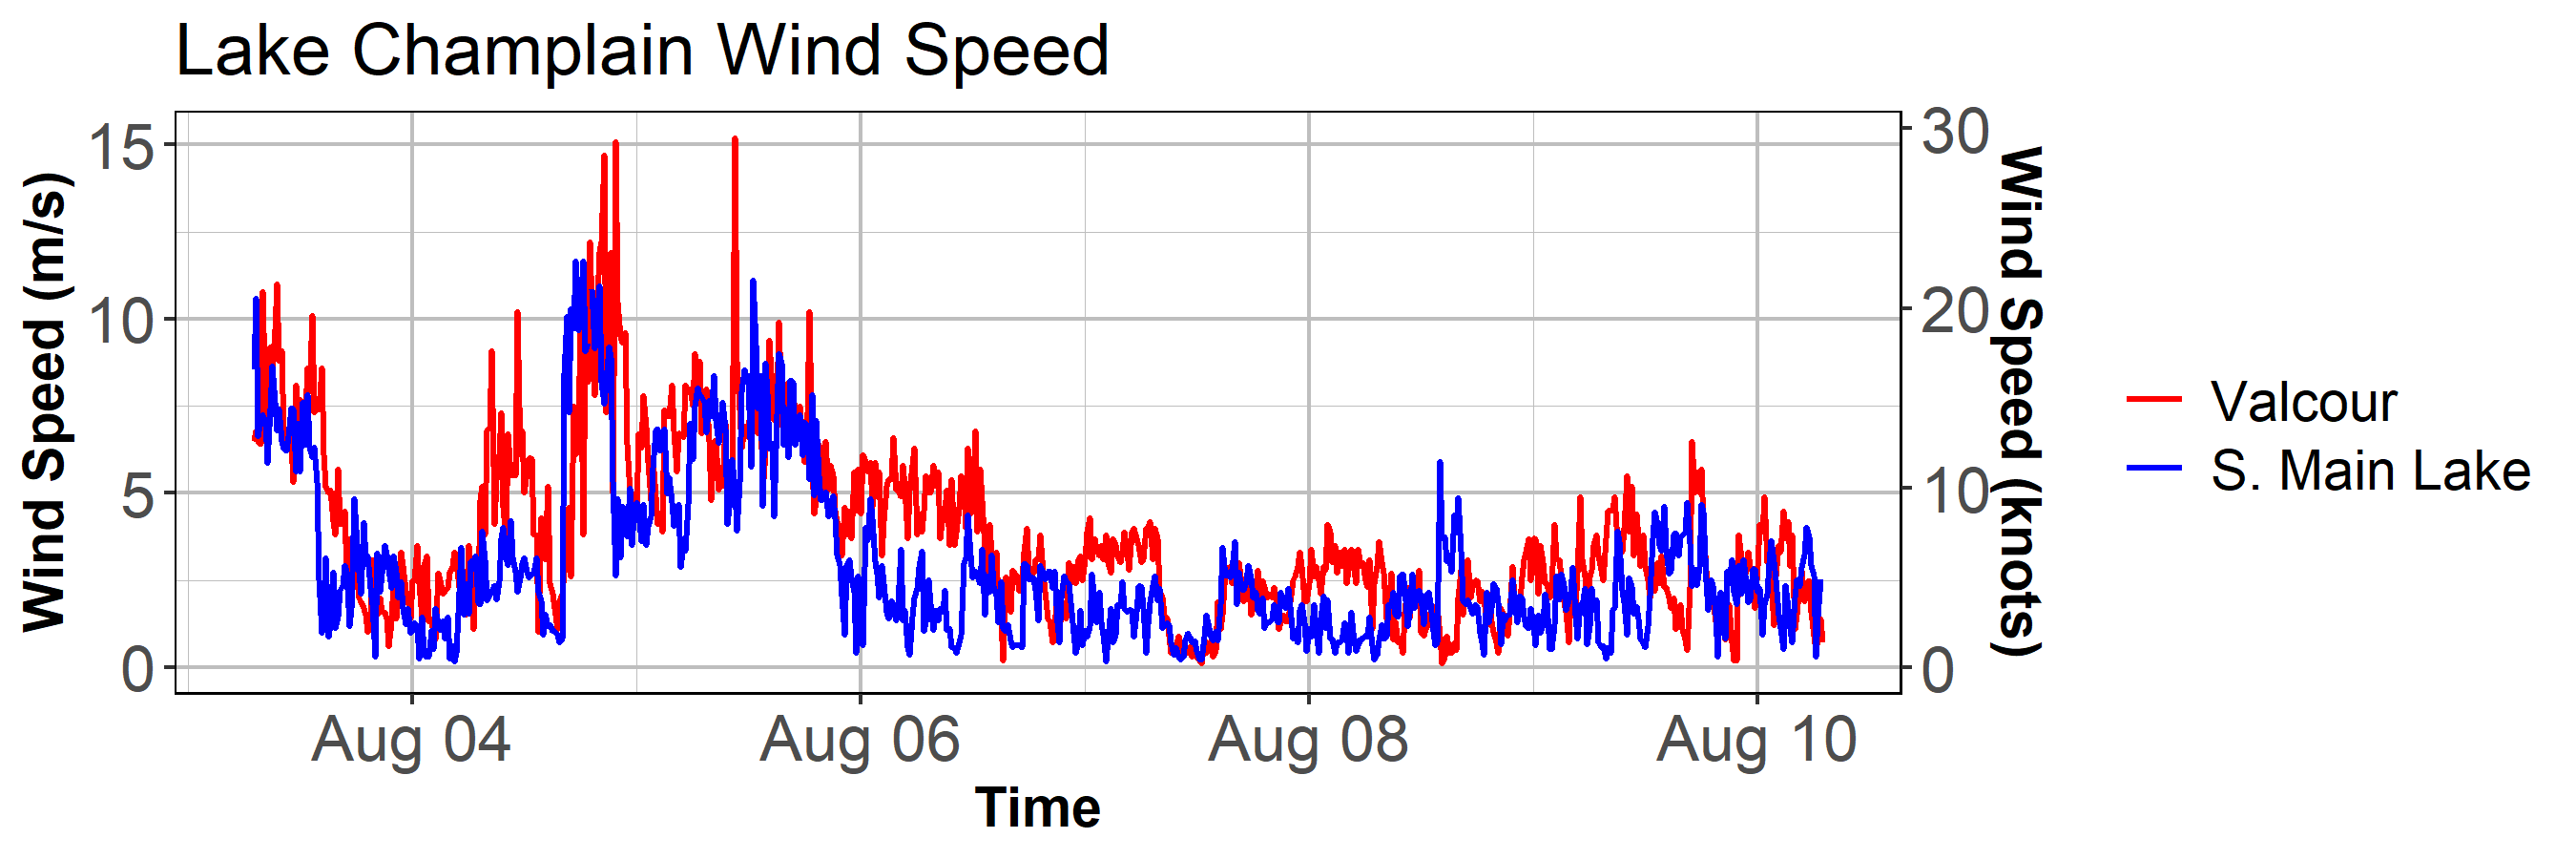 Lake Champlain Wind Speed
Wind Speed (m/s)
15
10
5
0
30
20
10
0
Wind Speed (knots)
Aug 04
Aug 06
Aug 08
Aug 10
Time
Valcour
S. Main Lake